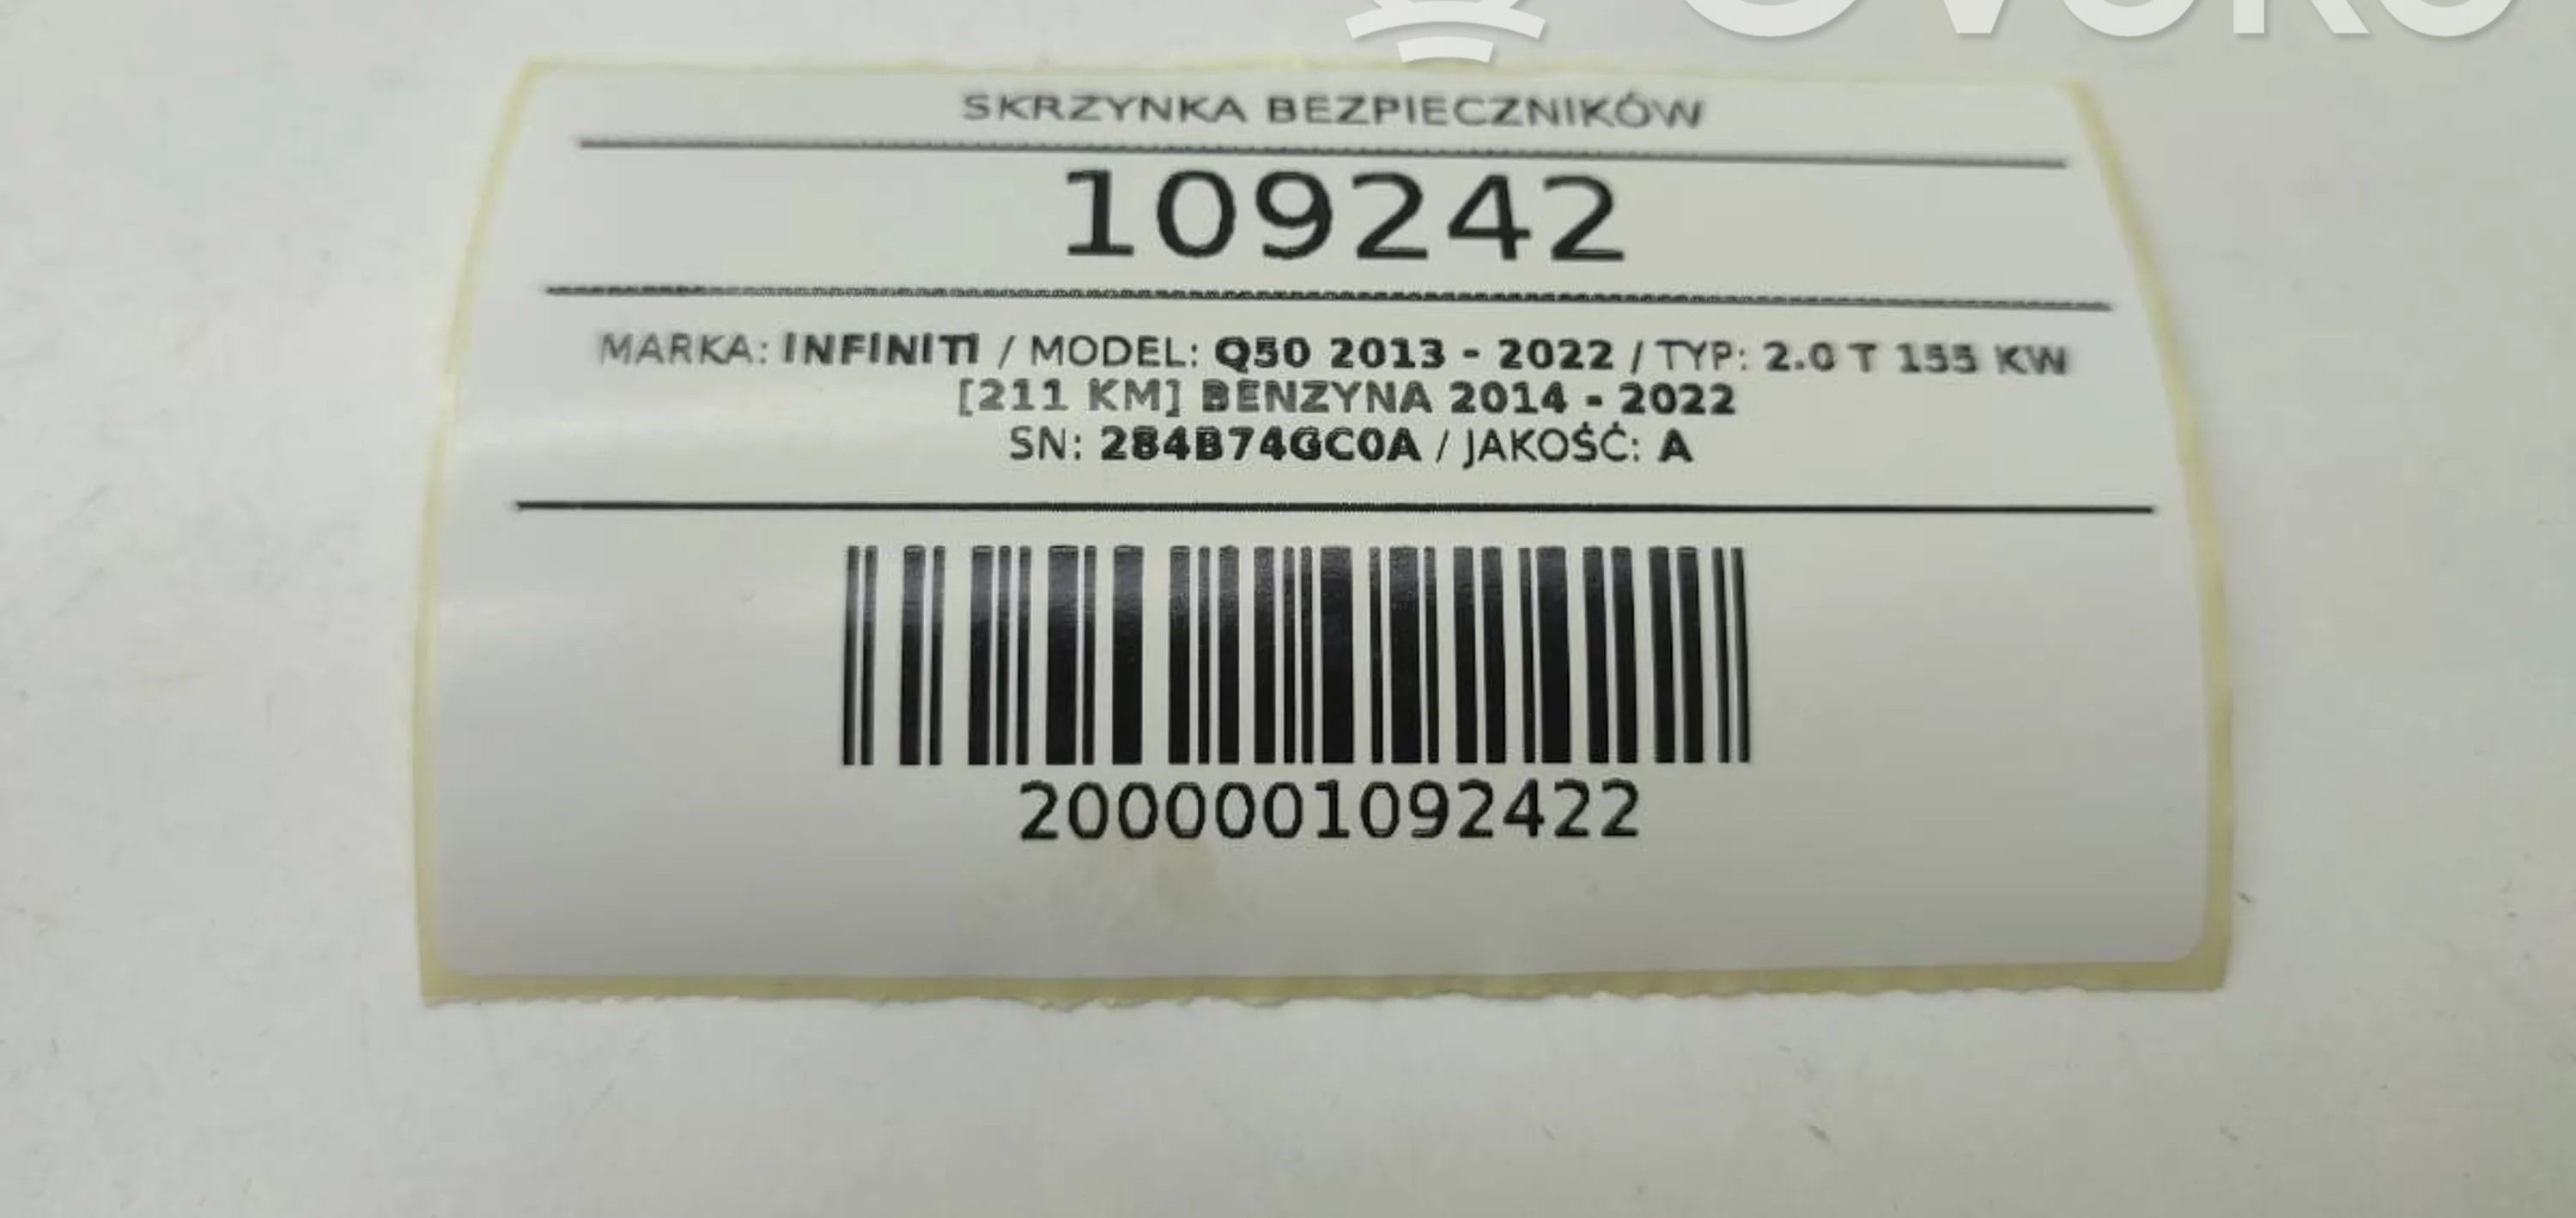 SKRZYNKA BEZPIECZNIKÓW
109242
MARKA: INFINITI / MODEL: Q50 2013 - 2022 / TYP: 2.0 T 155 KW
[211 KM] BENZYNA 2014 - 2022
SN: 284B74GC0A / JAKOŚĆ: A
2000001092422